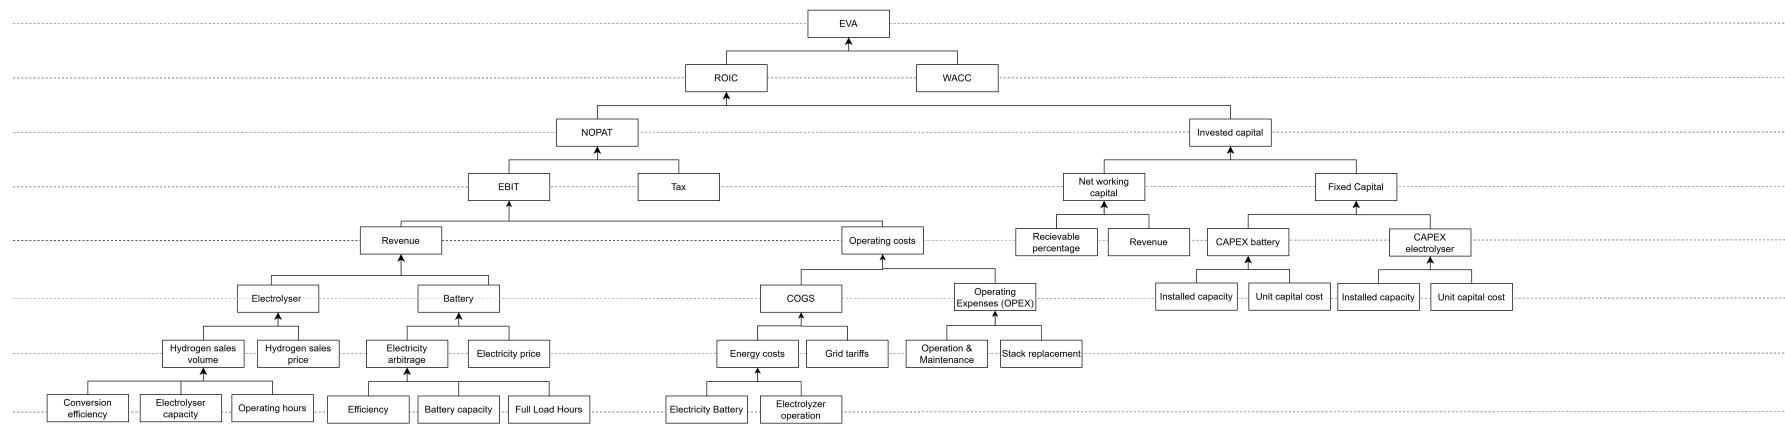 EVA
ROIC
WACC
NOPAT
Invested capital
EBIT
Tax
Net working
capital
Fixed Capital
Revenue
Operating costs
Recievable
percentage
Revenue
CAPEX battery
CAPEX
electrolyser
Electrolyser
Battery
COGS
Operating
Expenses (OPEX)
Installed capacity
Unit capital cost
Installed capacity
Unit capital cost
Hydrogen sales
volume
Hydrogen sales
price
Electricity
arbitrage
Electricity price
Energy costs
Grid tariffs
Operation &
Maintenance
Stack replacement
Conversion
efficiency
Electrolyser
capacity
Operating hours
Efficiency
Battery capacity
Full Load Hours
Electricity Battery
Electrolyzer
operation